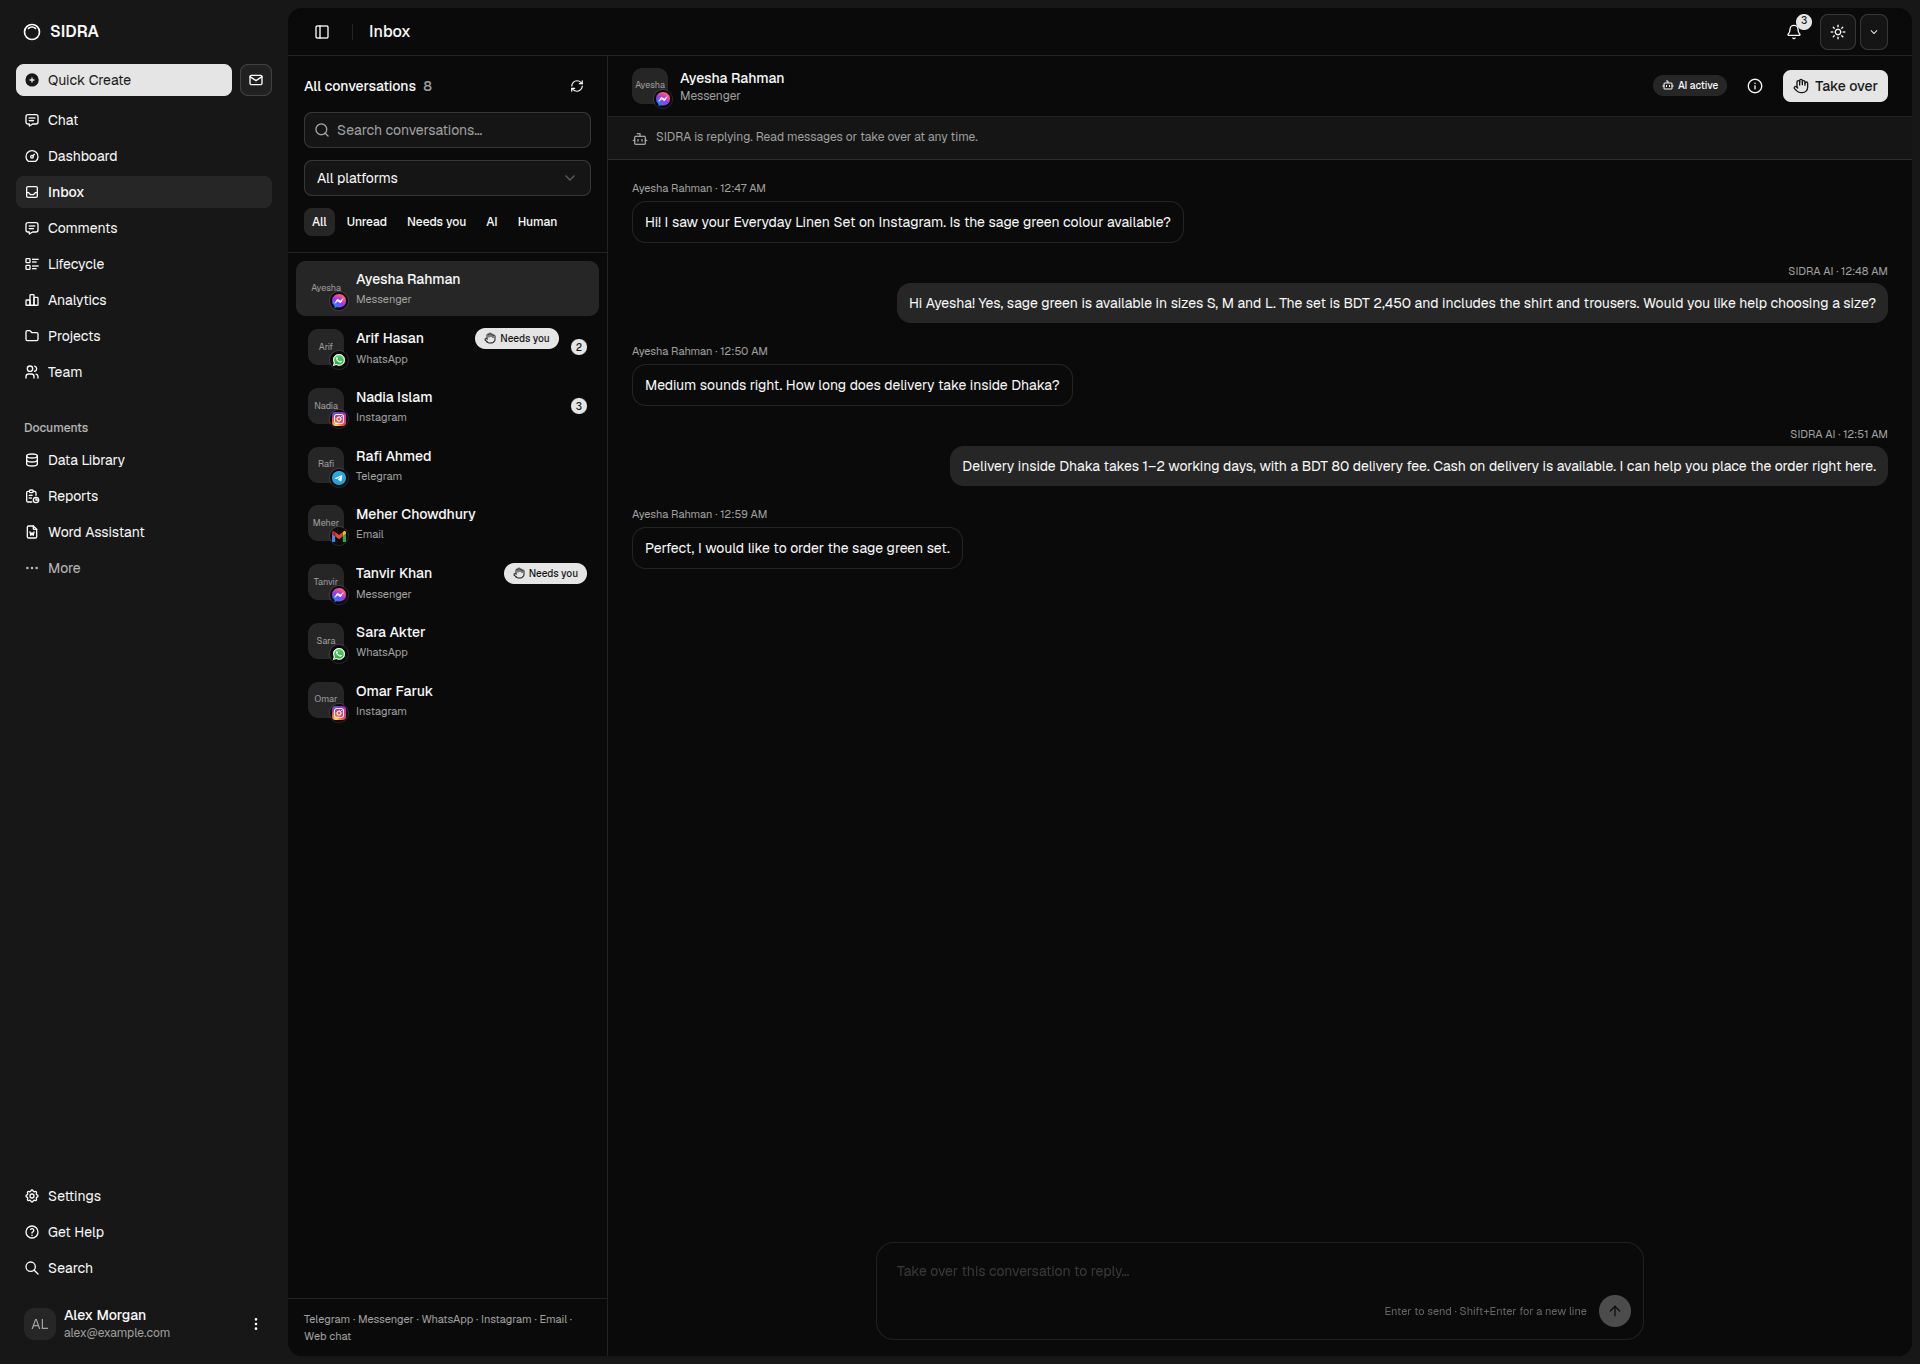 SIDRA
Quick Create
Chat
Dashboard
Inbox
Comments
Lifecycle
Analytics
Projects
Team
Documents
Data Library
Reports
Word Assistant
More
Settings
Get Help
Search
AL
Alex Morgan
alex@example.com
Inbox
3
All conversations 8
Search conversations...
All platforms
All Unread Needs you AI Human
Ayesha
Ayesha Rahman
Messenger
Arif
Arif Hasan
Needs you
WhatsApp
2
Nadia
Nadia Islam
Instagram
3
Rafi
Rafi Ahmed
Telegram
Meher
Meher Chowdhury
Email
Tanvir
Tanvir Khan
Needs you
Messenger
Sara
Sara Akter
WhatsApp
Omar
Omar Faruk
Instagram
Telegram · Messenger · WhatsApp · Instagram · Email ·
Web chat
Ayesha
Ayesha Rahman
Messenger
AI active
Take over
SIDRA is replying. Read messages or take over at any time.
Ayesha Rahman · 12:47 AM
Hi! I saw your Everyday Linen Set on Instagram. Is the sage green colour available?
SIDRA AI · 12:48 AM
Hi Ayesha! Yes, sage green is available in sizes S, M and L. The set is BDT 2,450 and includes the shirt and trousers. Would you like help choosing a size?
Ayesha Rahman · 12:50 AM
Medium sounds right. How long does delivery take inside Dhaka?
SIDRA AI · 12:51 AM
Delivery inside Dhaka takes 1–2 working days, with a BDT 80 delivery fee. Cash on delivery is available. I can help you place the order right here.
Ayesha Rahman · 12:59 AM
Perfect, I would like to order the sage green set.
Take over this conversation to reply...
Enter to send · Shift+Enter for a new line